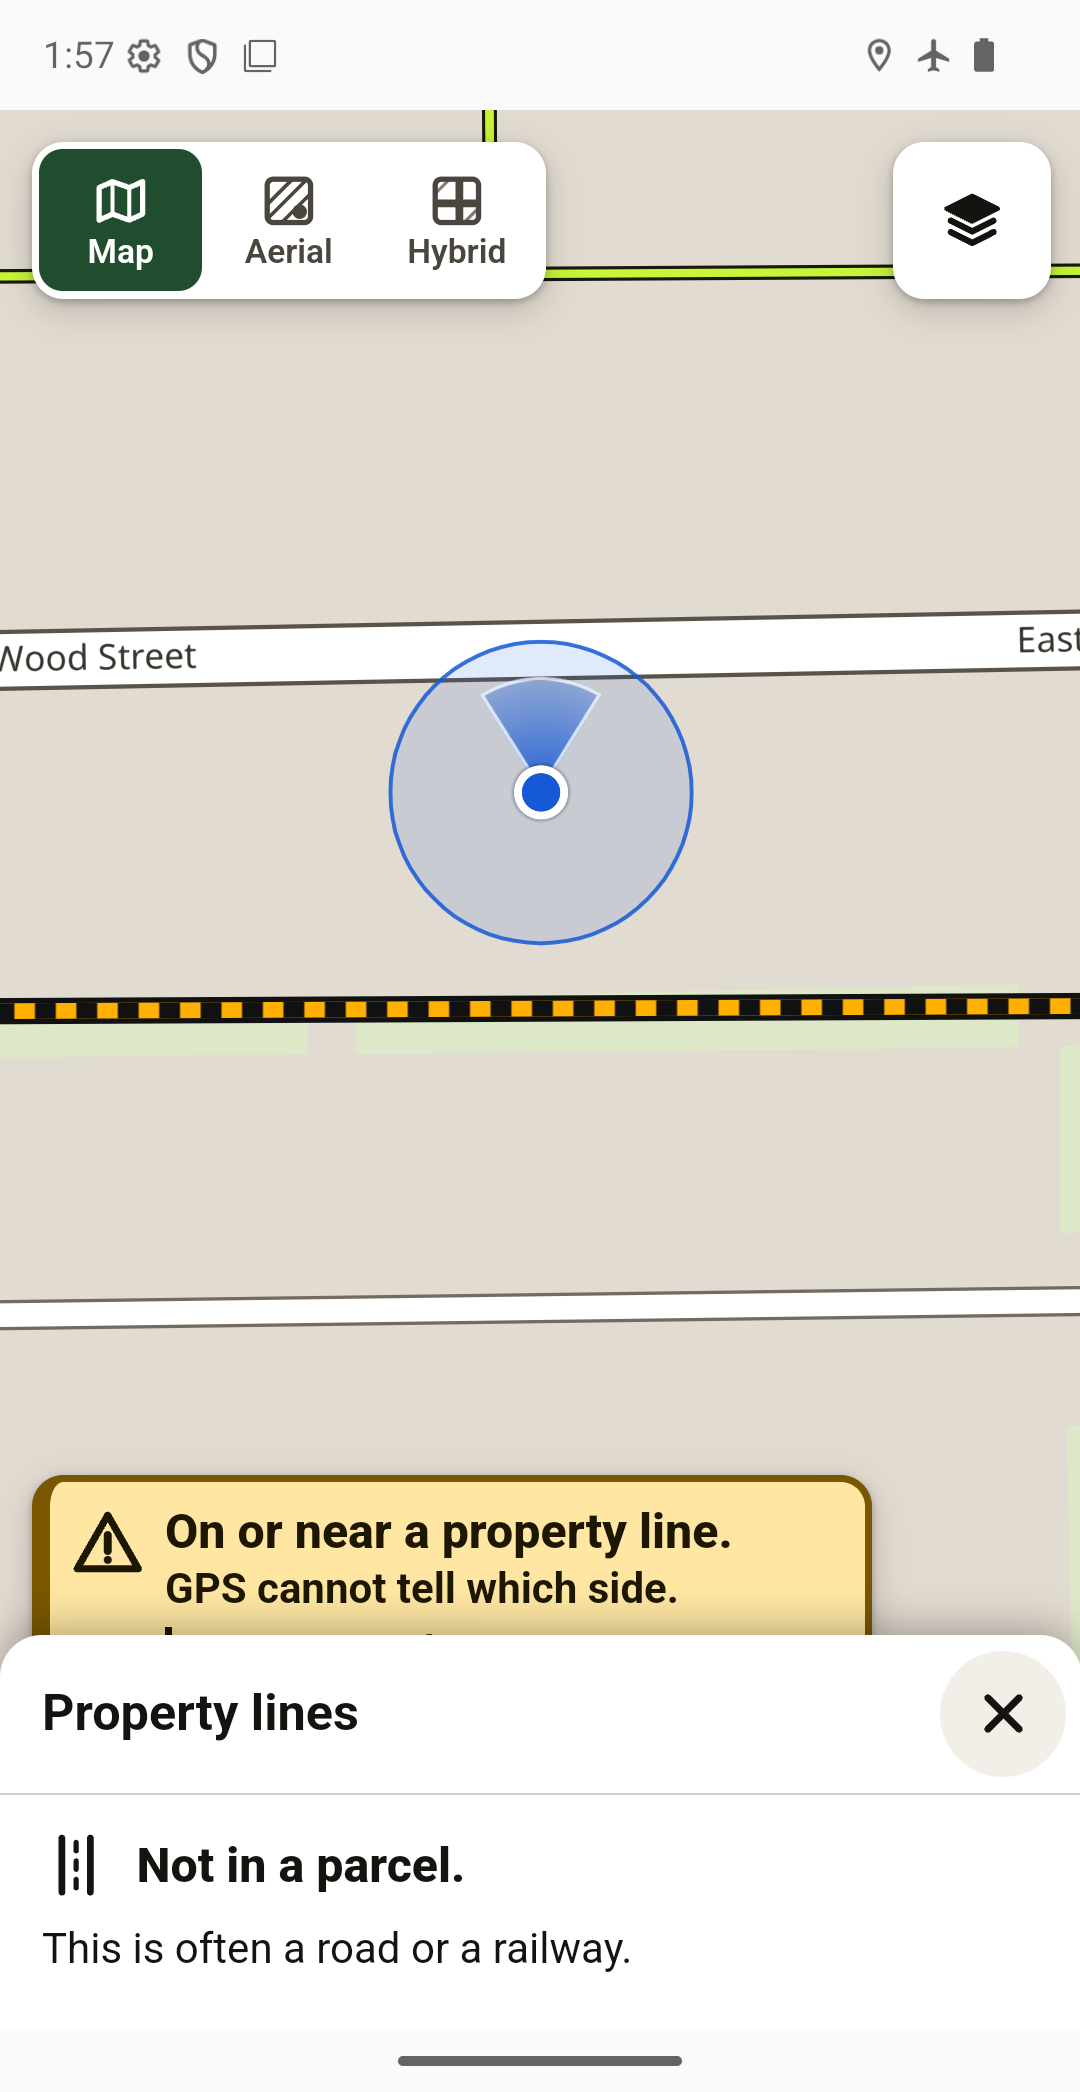 1:57
Map
Aerial
Hybrid
Wood Street
East
On or near a property line.
GPS cannot tell which side.
Property lines
Not in a parcel.
This is often a road or a railway.